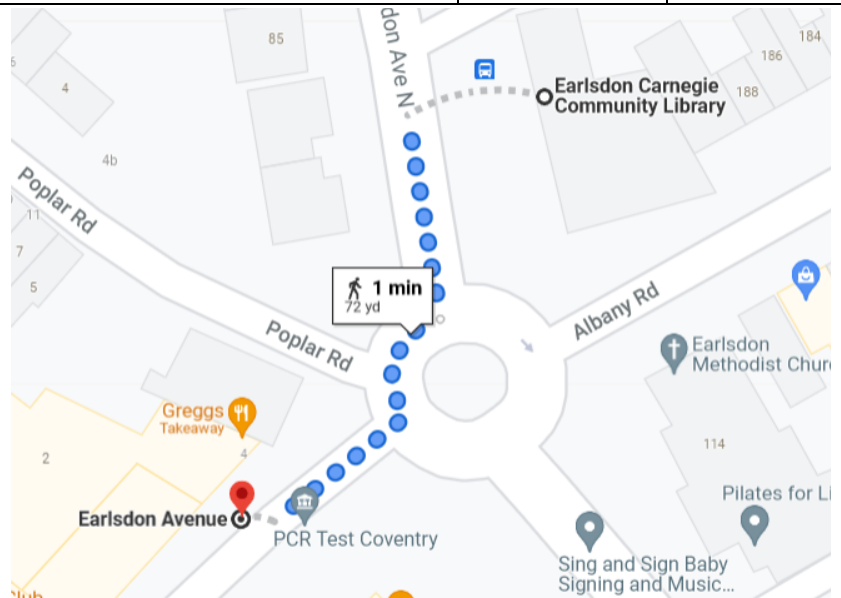 don Ave N
85
184
186
188
4
4b
Earlsdon Carnegie
Community Library
Poplar Rd
11
7
5
1 min
72 yd
Albany Rd
Poplar Rd
Earlsdon
Methodist Chur
Greggs
Takeaway
4
2
114
Earlsdon Avenue
PCR Test Coventry
Pilates for Li
Sing and Sign Baby
Signing and Music...
lub